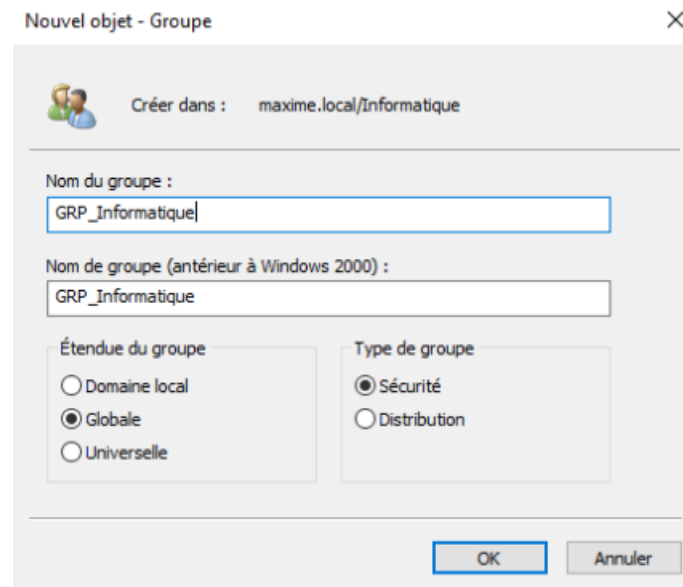 Nouvel objet - Groupe
Créer dans : maxime.local/Informatique
Nom du groupe :
GRP_Informatique
Nom de groupe (antérieur à Windows 2000) :
GRP_Informatique
Étendue du groupe
Domaine local
Globale
Universelle
Type de groupe
Sécurité
Distribution
OK Annuler